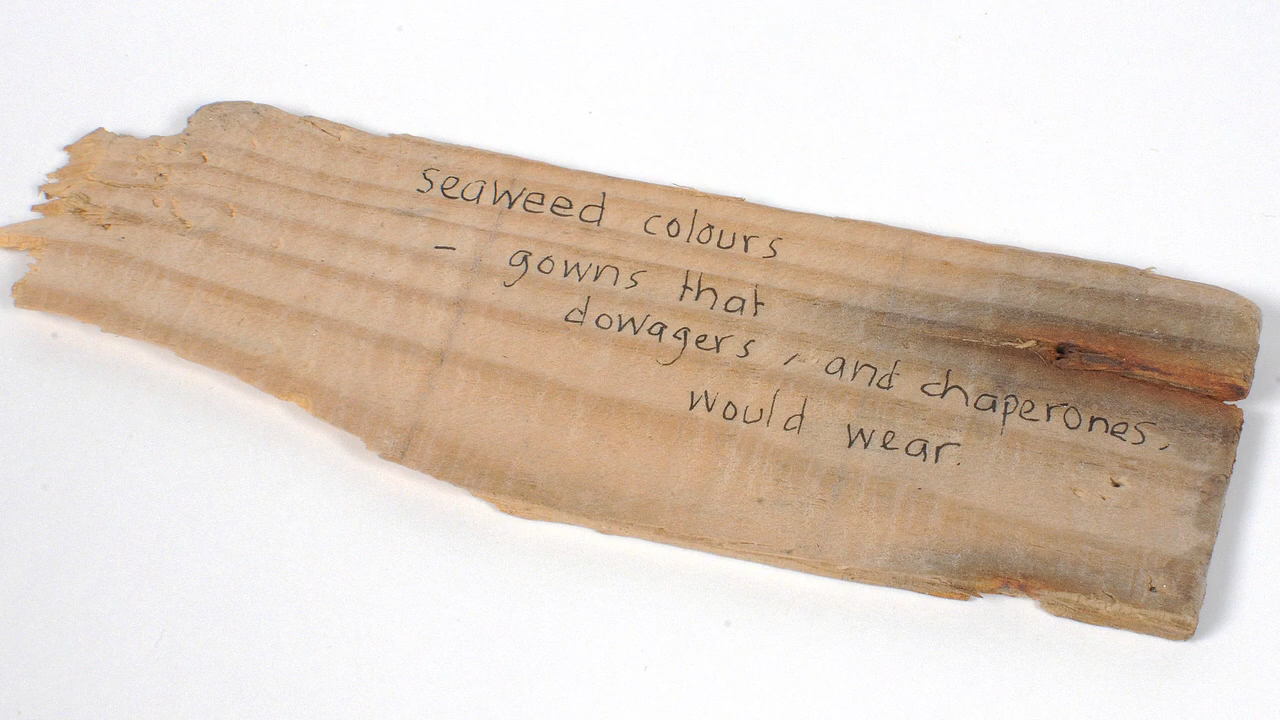 seaweed colours
- gowns that
dowagers, and chaperones,
would wear.